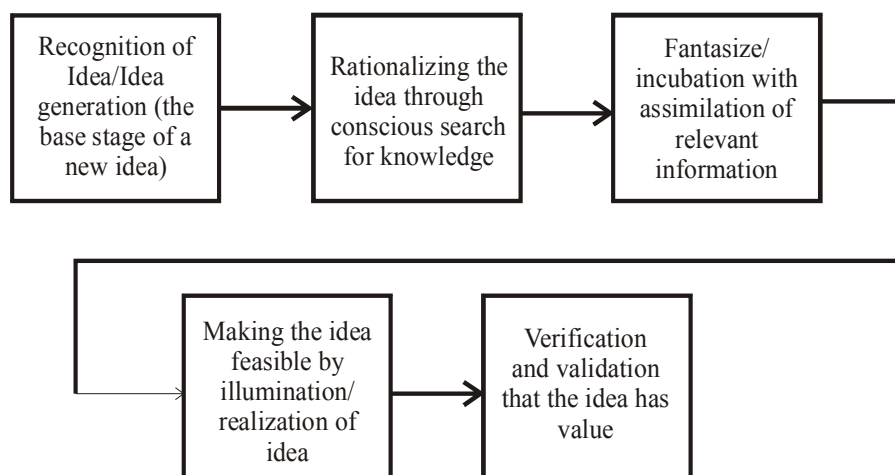 Recognition of
Idea/Idea
generation (the
base stage of a
new idea)
Rationalizing the
idea through
conscious search
for knowledge
Fantasize/
incubation with
assimilation of
relevant
information
Making the idea
feasible by
illumination/
realization of
idea
Verification
and validation
that the idea has
value